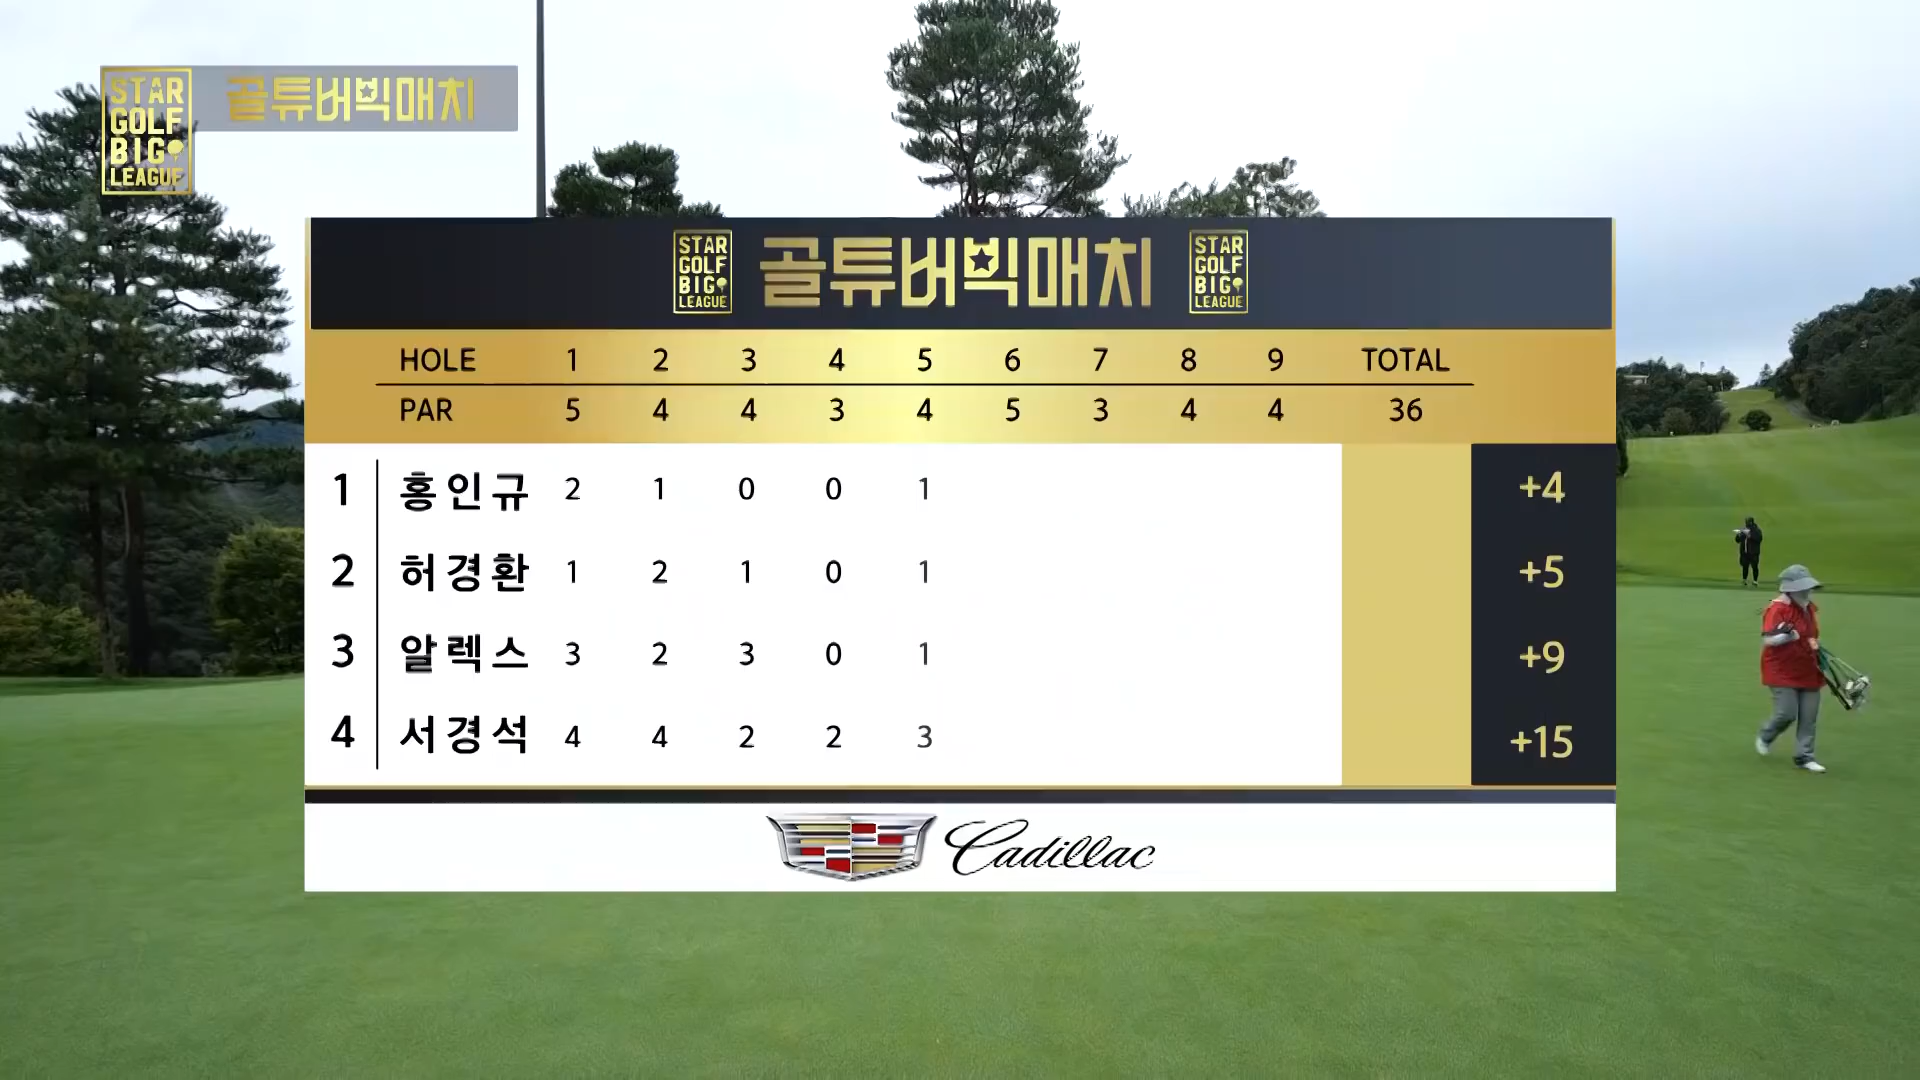 STAR
GOLF
BIG
LEAGUE
골튜버빅매치
STAR
GOLF
BIG
LEAGUE
골튜버빅매치
STAR
GOLF
BIG
LEAGUE
HOLE 1 2 3 4 5 6 7 8 9 TOTAL
PAR 5 4 4 3 4 5 3 4 4 36
1 홍인규 2 1 0 0 1 +4
2 허경환 1 2 1 0 1 +5
3 알렉스 3 2 3 0 1 +9
4 서경석 4 4 2 2 3 +15
Cadillac